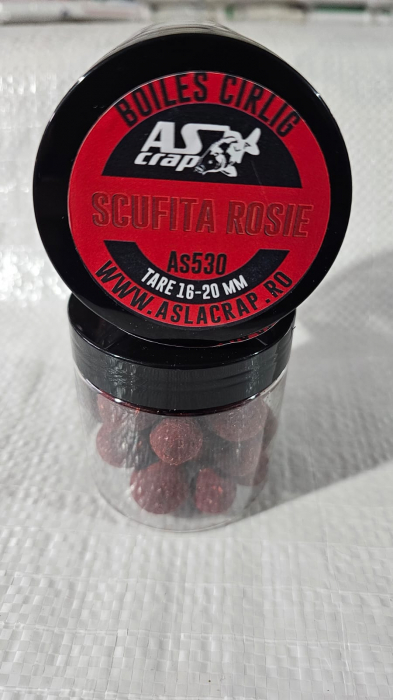 BOILES CIRLIG
AS
crap
SCUFITA ROSIE
As530
TARE 16-20 MM
WWW.ASLACRAP.RO